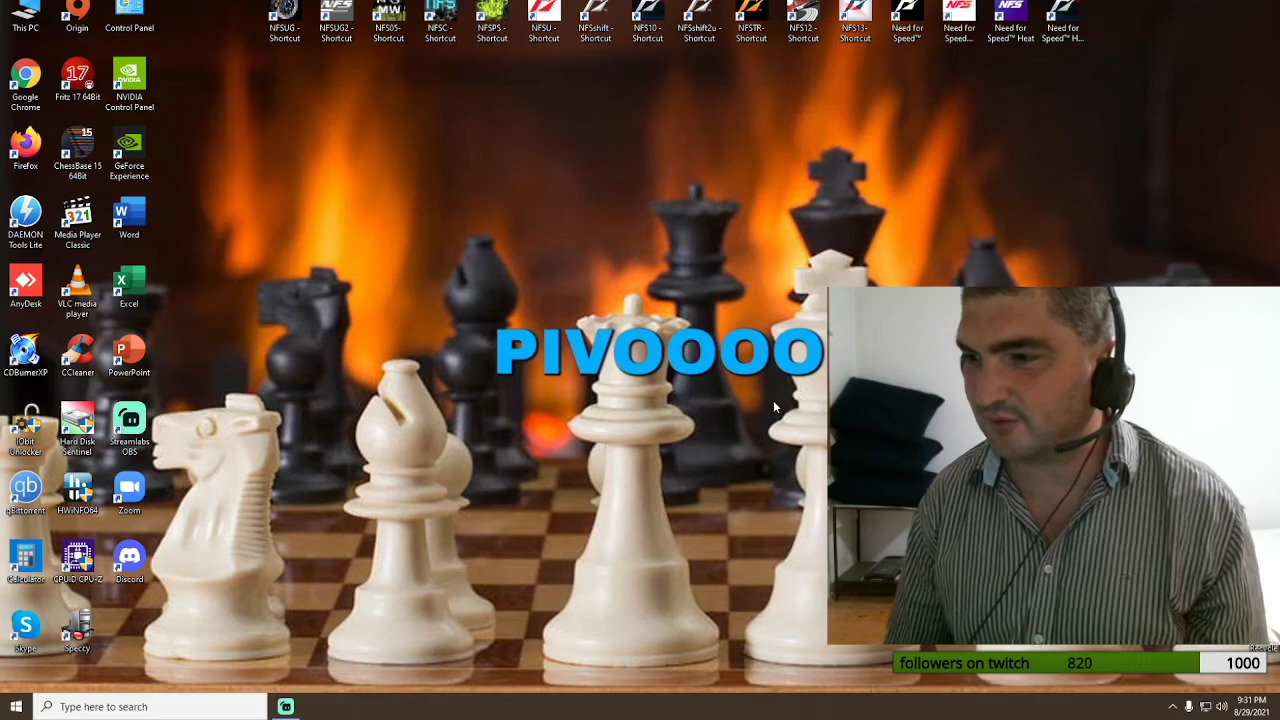 This PC
Origin
Control Panel
NFSUG - Shortcut
NFSUG2 - Shortcut
NFS05- Shortcut
NFSC - Shortcut
NFSPS - Shortcut
NFSU - Shortcut
NFSshift - Shortcut
NFS10 - Shortcut
NFSshift2u - Shortcut
NFSTR- Shortcut
NFS12 - Shortcut
NFS13- Shortcut
Need for Speed™
Need for Speed...
Need for Speed™ Heat
Need for Speed™ H...
Google Chrome
Fritz 17 64Bit
NVIDIA Control Panel
Firefox
ChessBase 15 64Bit
GeForce Experience
DAEMON Tools Lite
Media Player Classic
Word
AnyDesk
VLC media player
Excel
CDBurnerXP
CCleaner
PowerPoint
IObit Unlocker
Hard Disk Sentinel
Streamlabs OBS
qBittorrent
HWiNFO64
Zoom
Calculator
CPUID CPU-Z
Discord
Skype
Speccy
PIVOOOO
followers on twitch 820 1000
Type here to search
9:31 PM
8/29/2021